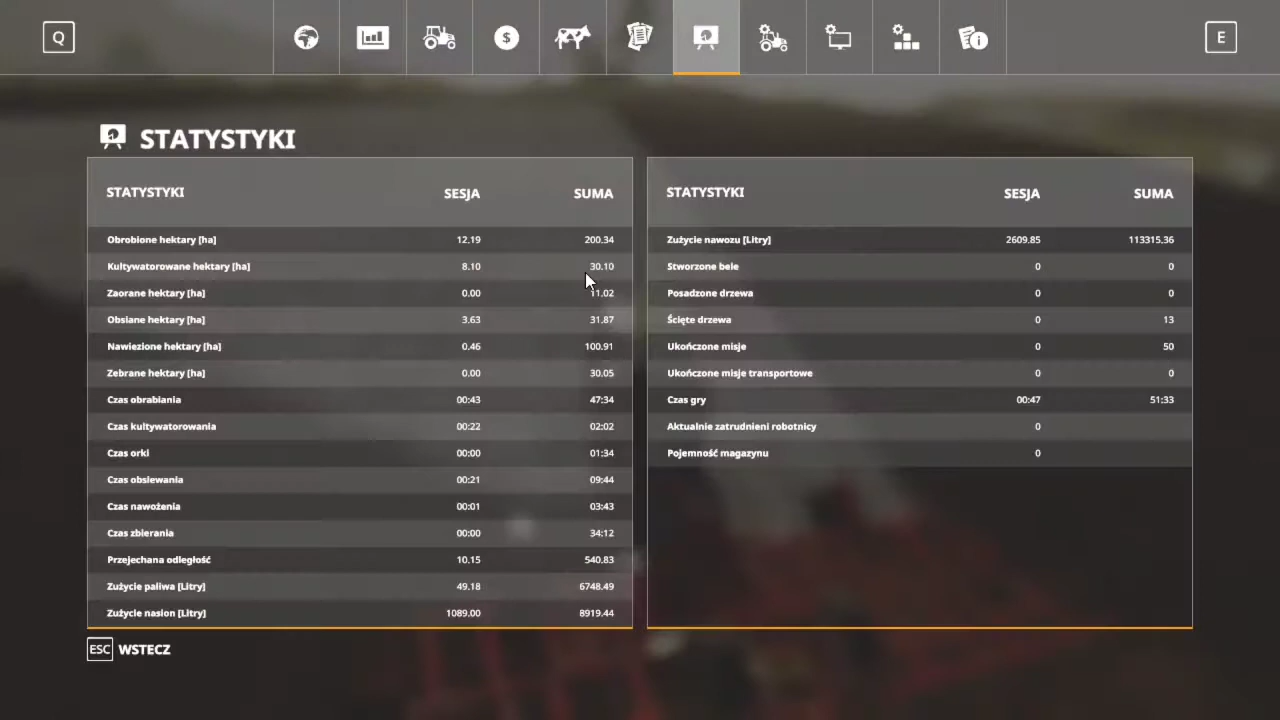 Q
E
STATYSTYKI
STATYSTYKI SESJA SUMA
Obrobione hektary [ha] 12.19 200.34
Kultywatorowane hektary [ha] 8.10 30.10
Zaorane hektary [ha] 0.00 11.02
Obsiane hektary [ha] 3.63 31.87
Nawiezione hektary [ha] 0.46 100.91
Zebrane hektary [ha] 0.00 30.05
Czas obrabiania 00:43 47:34
Czas kultywatorowania 00:22 02:02
Czas orki 00:00 01:34
Czas obsiewania 00:21 09:44
Czas nawożenia 00:01 03:43
Czas zbierania 00:00 34:12
Przejechana odległość 10.15 540.83
Zużycie paliwa [Litry] 49.18 6748.49
Zużycie nasion [Litry] 1089.00 8919.44
STATYSTYKI SESJA SUMA
Zużycie nawozu [Litry] 2609.85 113315.36
Stworzone bele 0 0
Posadzone drzewa 0 0
Ścięte drzewa 0 13
Ukończone misje 0 50
Ukończone misje transportowe 0 0
Czas gry 00:47 51:33
Aktualnie zatrudnieni robotnicy 0
Pojemność magazynu 0
ESC WSTECZ